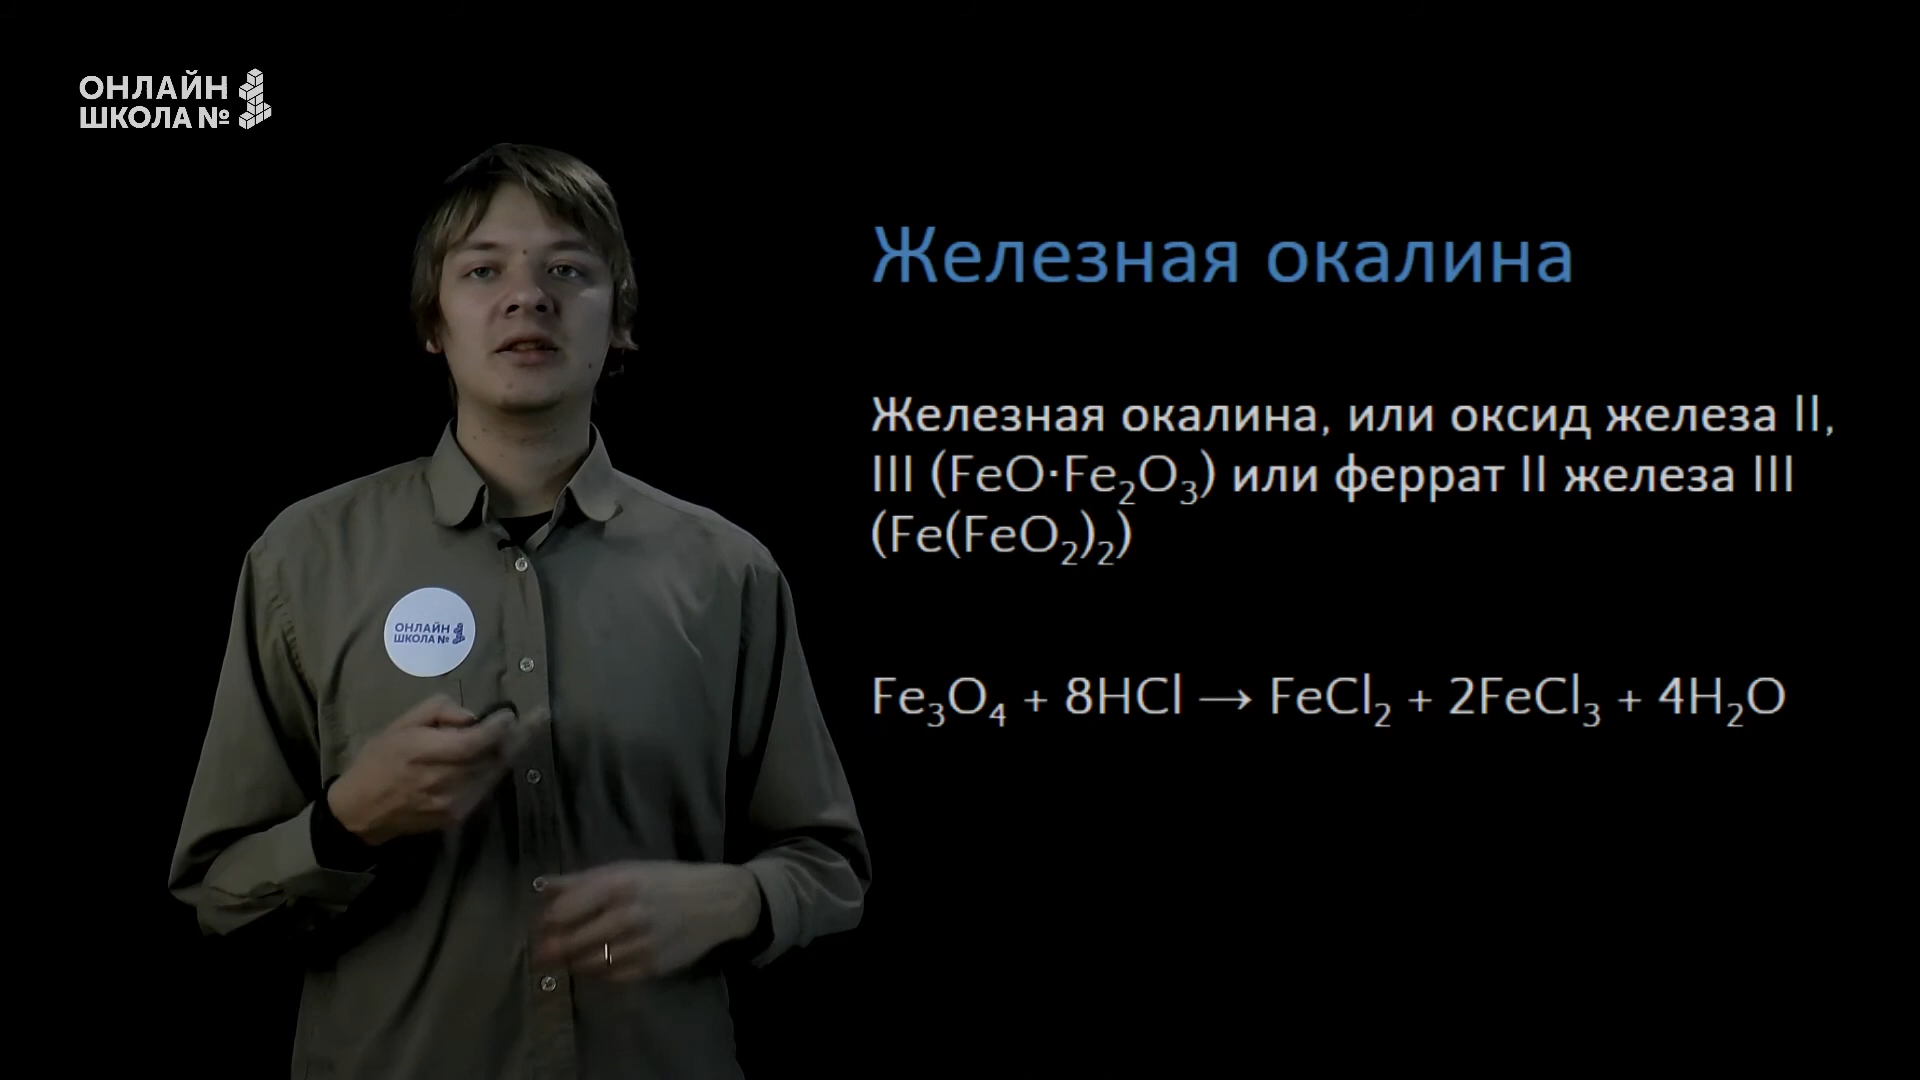 ОНЛАЙН
ШКОЛА №
Железная окалина
Железная окалина, или оксид железа II,
III (FeO·Fe₂O₃) или феррат II железа III
(Fe(FeO₂)₂)
ОНЛАЙН
ШКОЛА №
Fe₃O₄ + 8HCl → FeCl₂ + 2FeCl₃ + 4H₂O